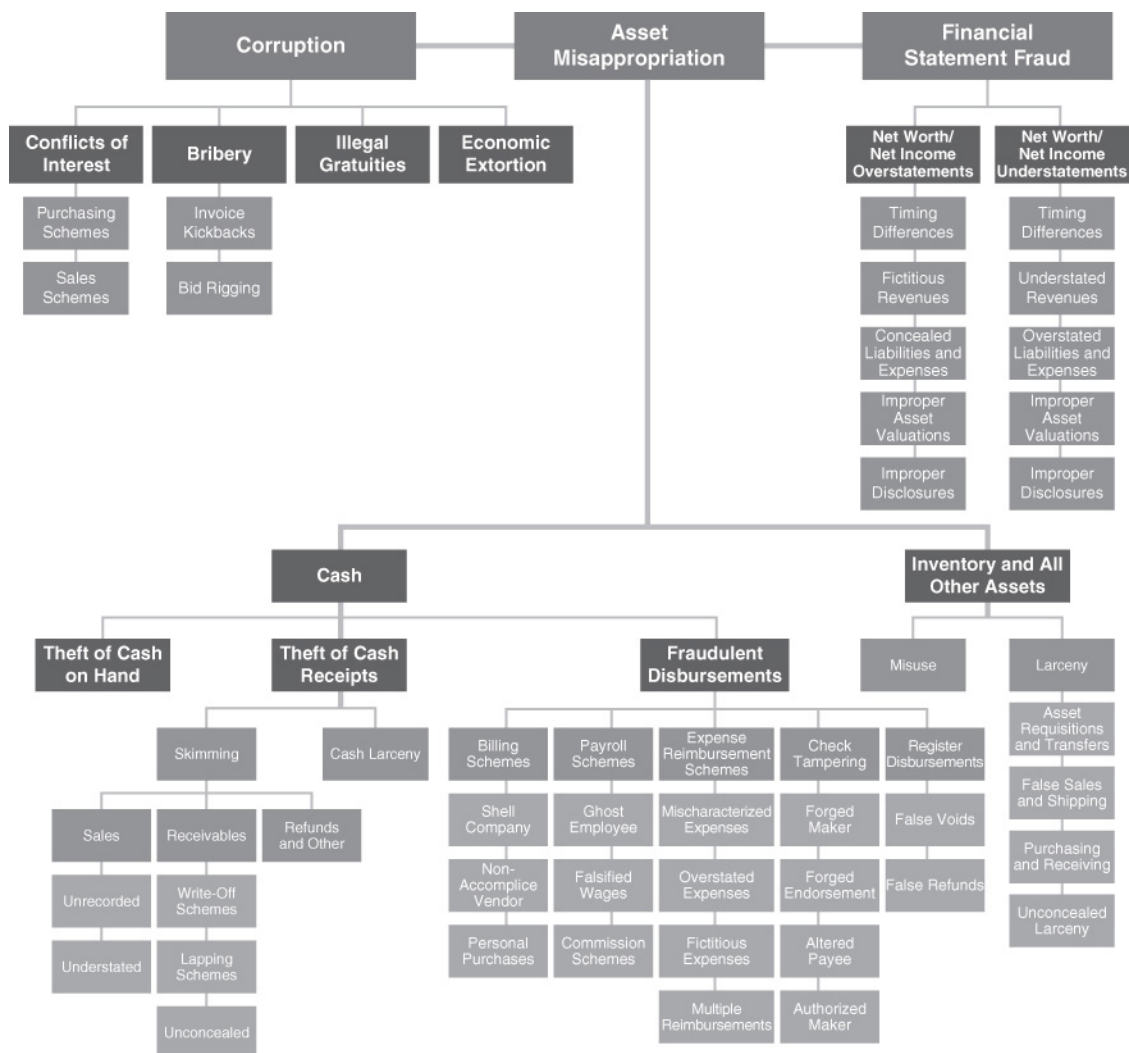 Corruption
Asset
Misappropriation
Financial
Statement Fraud
Conflicts of
Interest
Bribery
Illegal
Gratuities
Economic
Extortion
Net Worth/
Net Income
Overstatements
Net Worth/
Net Income
Understatements
Purchasing
Schemes
Sales
Schemes
Invoice
Kickbacks
Bid Rigging
Timing
Differences
Fictitious
Revenues
Concealed
Liabilities and
Expenses
Improper
Asset
Valuations
Improper
Disclosures
Timing
Differences
Understated
Revenues
Overstated
Liabilities and
Expenses
Improper
Asset
Valuations
Improper
Disclosures
Cash
Inventory and All
Other Assets
Theft of Cash
on Hand
Theft of Cash
Receipts
Fraudulent
Disbursements
Misuse
Larceny
Asset
Requisitions
and Transfers
False Sales
and Shipping
Purchasing
and Receiving
Unconcealed
Larceny
Skimming
Cash Larceny
Sales
Receivables
Refunds
and Other
Unrecorded
Understated
Write-Off
Schemes
Lapping
Schemes
Unconcealed
Billing
Schemes
Shell
Company
Non-
Accomplice
Vendor
Personal
Purchases
Payroll
Schemes
Ghost
Employee
Falsified
Wages
Commission
Schemes
Expense
Reimbursement
Schemes
Mischaracterized
Expenses
Overstated
Expenses
Fictitious
Expenses
Multiple
Reimbursements
Check
Tampering
Forged
Maker
Forged
Endorsement
Altered
Payee
Authorized
Maker
Register
Disbursements
False Voids
False Refunds